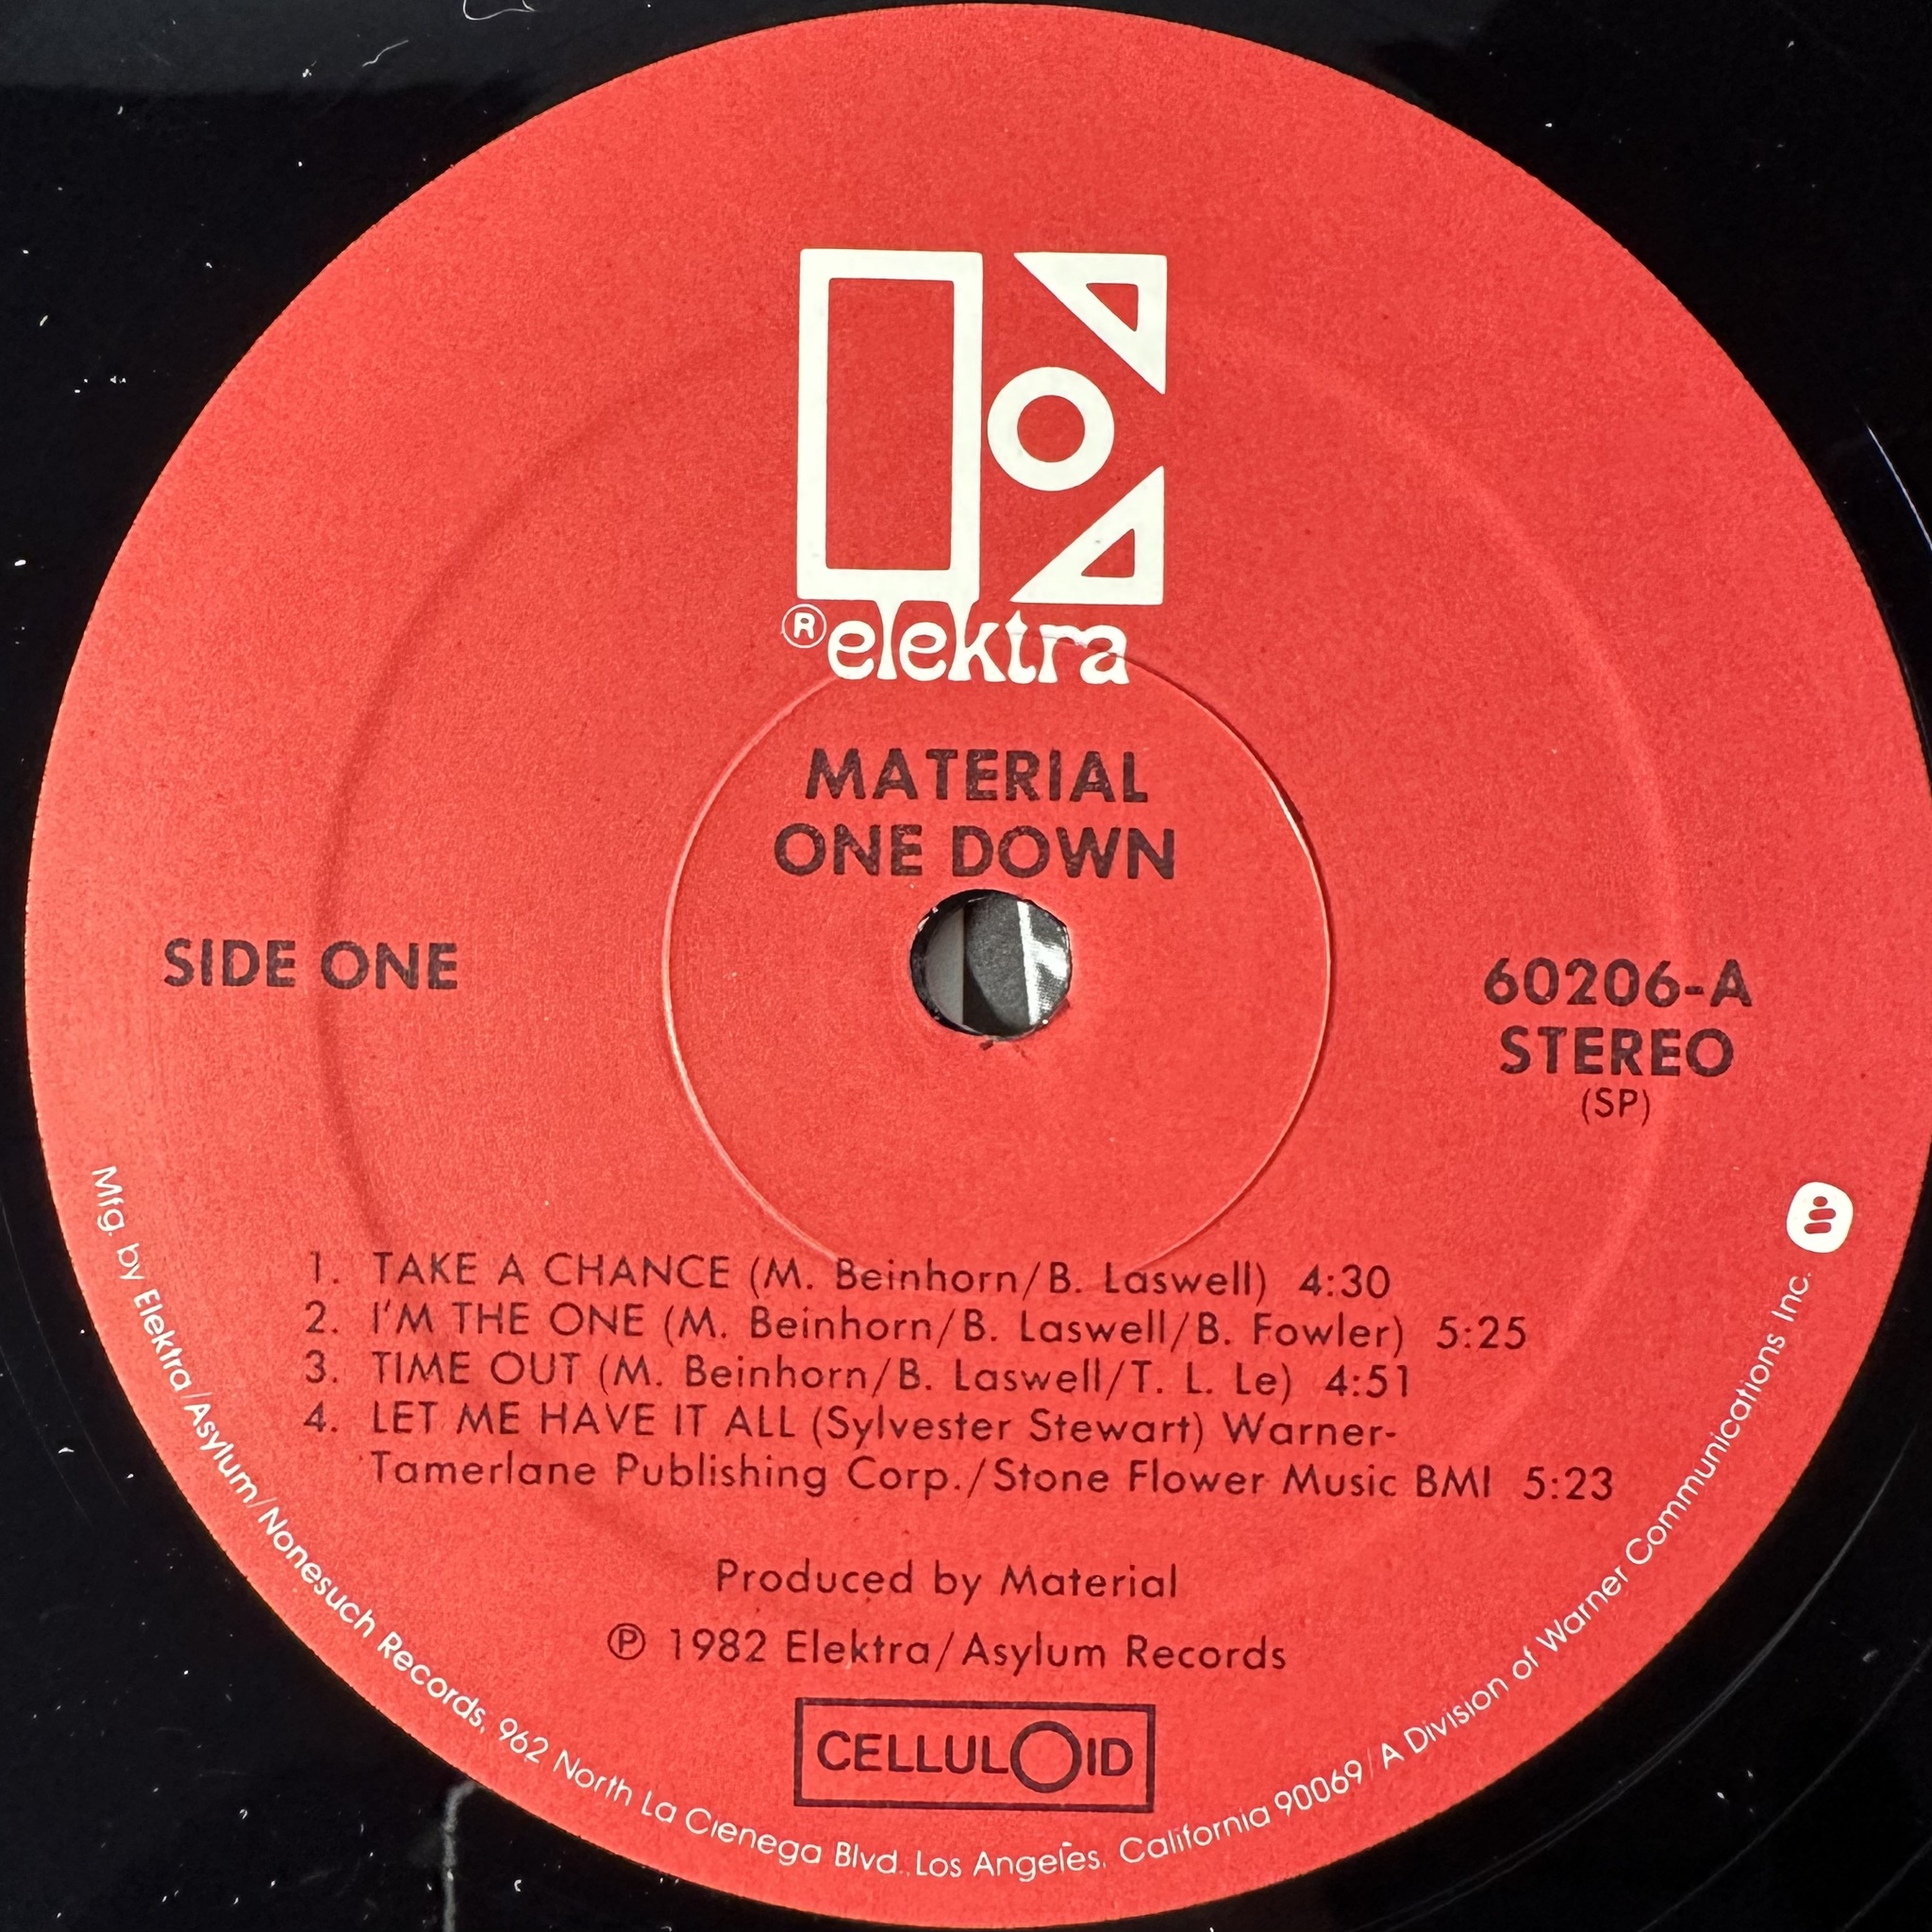 ® elektra
MATERIAL
ONE DOWN
SIDE ONE
60206-A
STEREO
(SP)
1. TAKE A CHANCE (M. Beinhorn/B. Laswell) 4:30
2. I'M THE ONE (M. Beinhorn/B. Laswell/B. Fowler) 5:25
3. TIME OUT (M. Beinhorn/B. Laswell/T. L. Le) 4:51
4. LET ME HAVE IT ALL (Sylvester Stewart) Warner-
Tamerlane Publishing Corp./Stone Flower Music BMI 5:23
Produced by Material
℗ 1982 Elektra/Asylum Records
CELLULOID
Mfg. by Elektra/Asylum/Nonesuch Records, 962 North La Cienega Blvd., Los Angeles, California 90069/A Division of Warner Communications Inc.